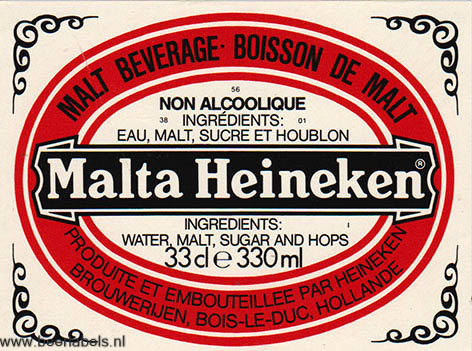 MALT BEVERAGE · BOISSON DE MALT
56
NON ALCOOLIQUE
38 INGRÉDIENTS: 01
EAU, MALT, SUCRE ET HOUBLON
Malta Heineken®
INGREDIENTS:
WATER, MALT, SUGAR AND HOPS
33cl e 330ml
PRODUITE ET EMBOUTEILLEE PAR HEINEKEN
BROUWERIJEN, BOIS-LE-DUC, HOLLANDE
www.beerlabels.nl